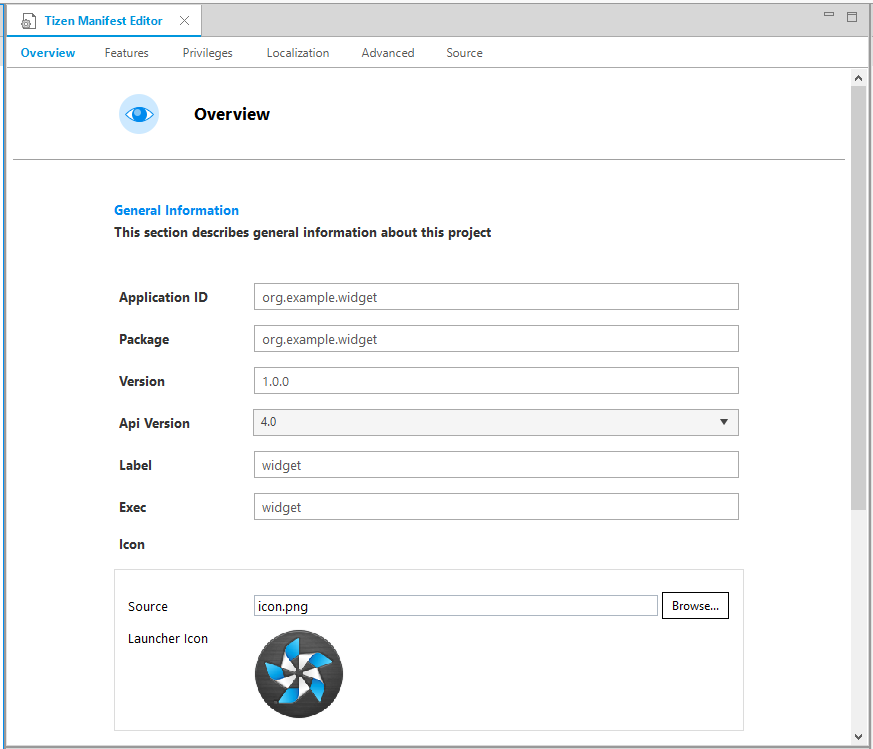 Tizen Manifest Editor
Overview Features Privileges Localization Advanced Source
Overview
General Information
This section describes general information about this project
Application ID org.example.widget
Package org.example.widget
Version 1.0.0
Api Version 4.0
Label widget
Exec widget
Icon
Source icon.png Browse...
Launcher Icon